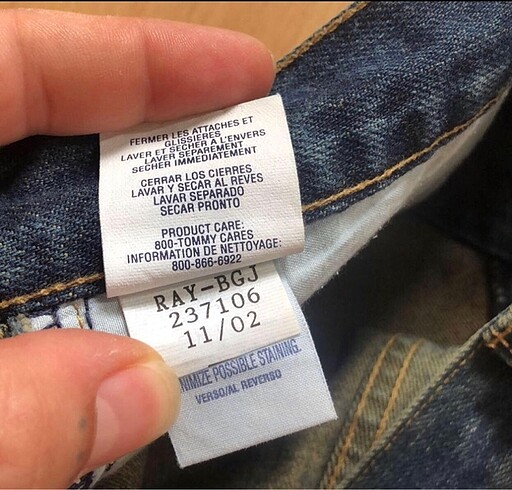 FERMER LES ATTACHES ET
GLISSIERES
LAVER ET SECHER A L'ENVERS
LAVER SEPAREMENT
SECHER IMMEDIATEMENT
CERRAR LOS CIERRES
LAVAR Y SECAR AL REVES
LAVAR SEPARADO
SECAR PRONTO
PRODUCT CARE:
800-TOMMY CARES
INFORMATION DE NETTOYAGE:
800-866-6922
RAY-BGJ
237106
11/02
NIMIZE POSSIBLE STAINING.
VERSO/AL REVERSO